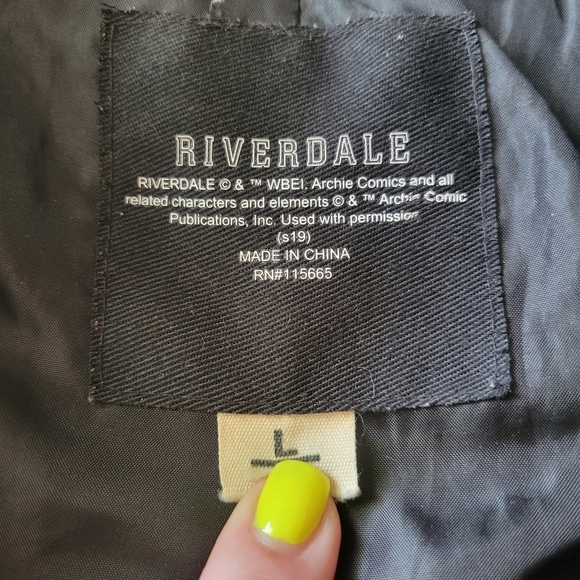 RIVERDALE
RIVERDALE © & ™ WBEI. Archie Comics and all
related characters and elements © & ™ Archie Comic
Publications, Inc. Used with permission
(s19)
MADE IN CHINA
RN#115665
L